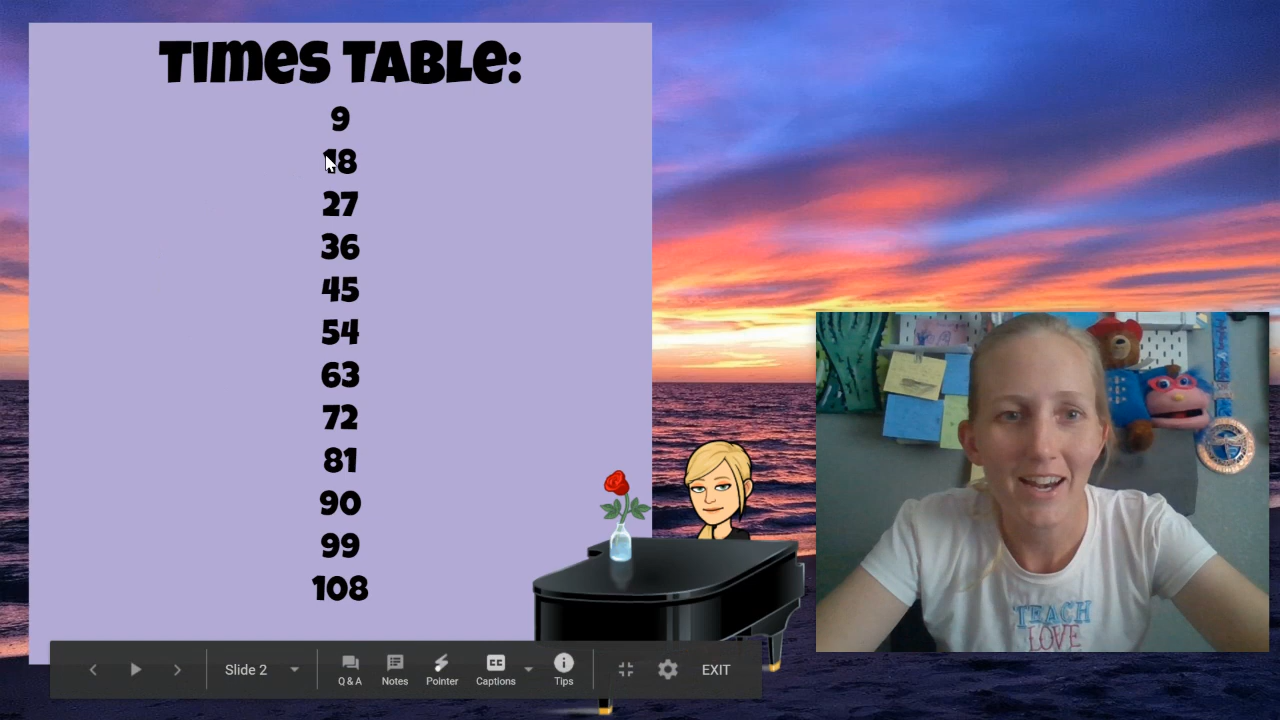 Times Table:
9
18
27
36
45
54
63
72
81
90
99
108
TEACH
LOVE
Slide 2
Q & A
Notes
Pointer
CC
Captions
Tips
EXIT